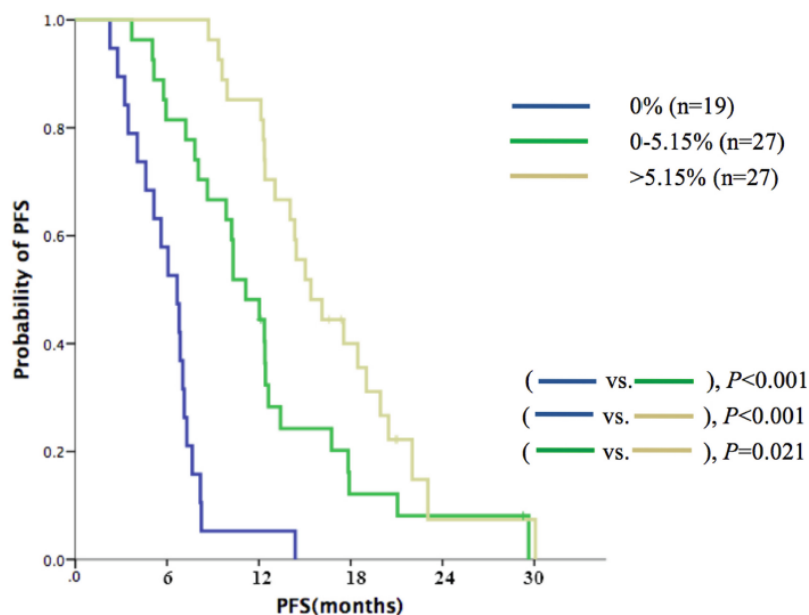 1.0
0.8
0.6
0.4
0.2
0.0
Probability of PFS
.0 6 12 18 24 30
PFS(months)
0% (n=19)
0-5.15% (n=27)
>5.15% (n=27)
( vs. ), P<0.001
( vs. ), P<0.001
( vs. ), P=0.021